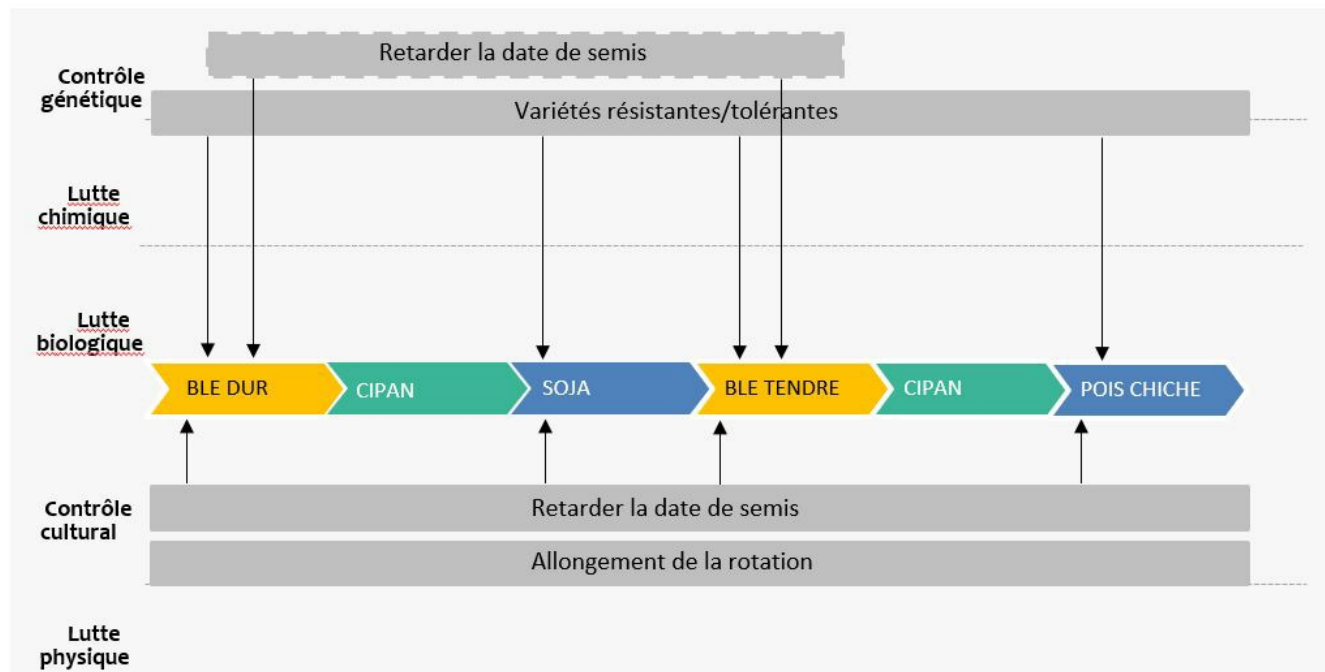 Retarder la date de semis
Contrôle
génétique
Variétés résistantes/tolérantes
Lutte
chimique
Lutte
biologique
BLE DUR
CIPAN
SOJA
BLE TENDRE
CIPAN
POIS CHICHE
Contrôle
cultural
Retarder la date de semis
Allongement de la rotation
Lutte
physique